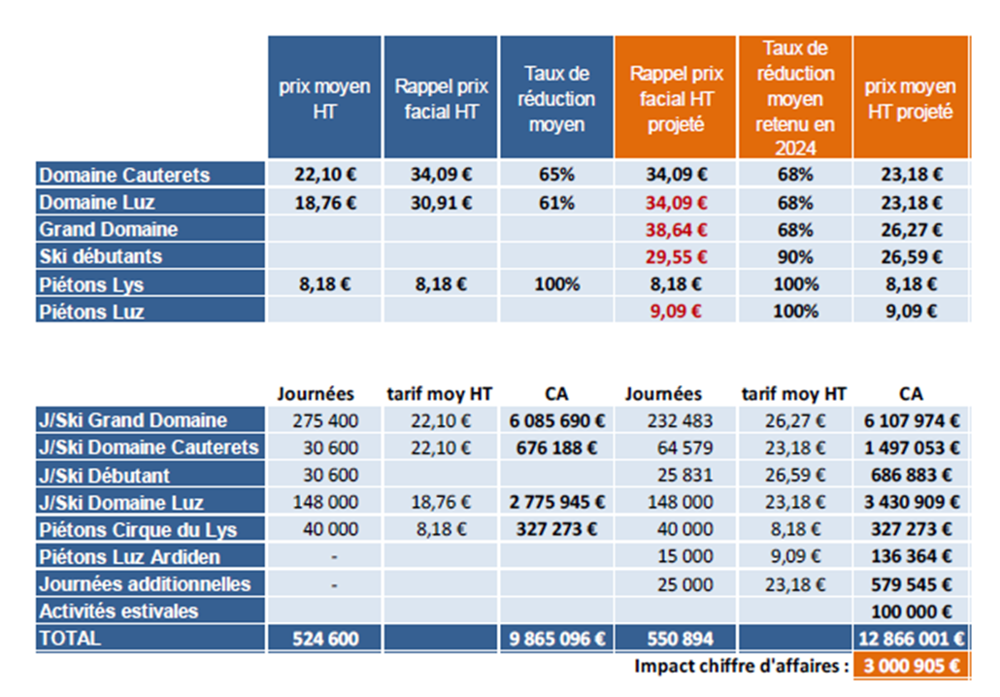 prix moyen HT | Rappel prix facial HT | Taux de réduction moyen | Rappel prix facial HT projeté | Taux de réduction moyen retenu en 2024 | prix moyen HT projeté
Domaine Cauterets | 22,10 € | 34,09 € | 65% | 34,09 € | 68% | 23,18 €
Domaine Luz | 18,76 € | 30,91 € | 61% | 34,09 € | 68% | 23,18 €
Grand Domaine | | | | 38,64 € | 68% | 26,27 €
Ski débutants | | | | 29,55 € | 90% | 26,59 €
Piétons Lys | 8,18 € | 8,18 € | 100% | 8,18 € | 100% | 8,18 €
Piétons Luz | | | | 9,09 € | 100% | 9,09 €
Journées | tarif moy HT | CA | Journées | tarif moy HT | CA
J/Ski Grand Domaine | 275 400 | 22,10 € | 6 085 690 € | 232 483 | 26,27 € | 6 107 974 €
J/Ski Domaine Cauterets | 30 600 | 22,10 € | 676 188 € | 64 579 | 23,18 € | 1 497 053 €
J/Ski Débutant | 30 600 | | | 25 831 | 26,59 € | 686 883 €
J/Ski Domaine Luz | 148 000 | 18,76 € | 2 775 945 € | 148 000 | 23,18 € | 3 430 909 €
Piétons Cirque du Lys | 40 000 | 8,18 € | 327 273 € | 40 000 | 8,18 € | 327 273 €
Piétons Luz Ardiden | - | | | 15 000 | 9,09 € | 136 364 €
Journées additionnelles | - | | | 25 000 | 23,18 € | 579 545 €
Activités estivales | | | | | | 100 000 €
TOTAL | 524 600 | | 9 865 096 € | 550 894 | | 12 866 001 €
Impact chiffre d'affaires : 3 000 905 €